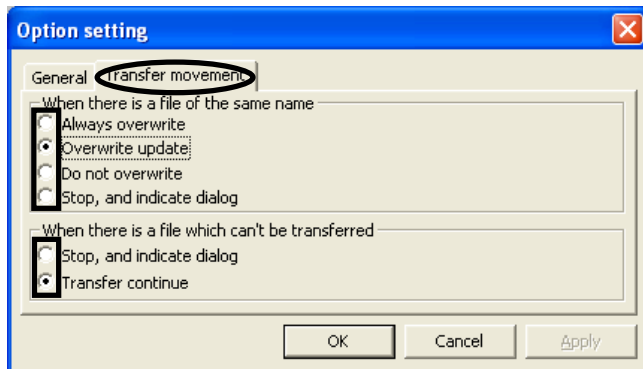 Option setting
General Transfer movement
When there is a file of the same name
Always overwrite
Overwrite update
Do not overwrite
Stop, and indicate dialog
When there is a file which can't be transferred
Stop, and indicate dialog
Transfer continue
OK Cancel Apply